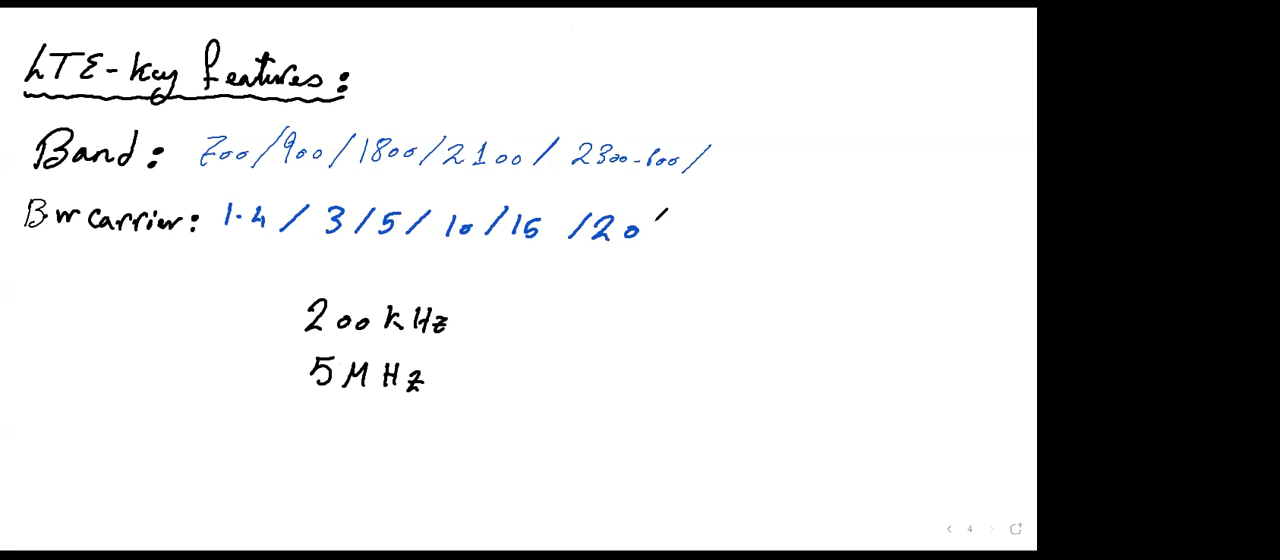 LTE-key features:
Band: 700/900/1800/2100/ 2300-600/
Bw carrier: 1.4 / 3 / 5 / 10 / 15 / 20
200 kHz
5 MHz
4